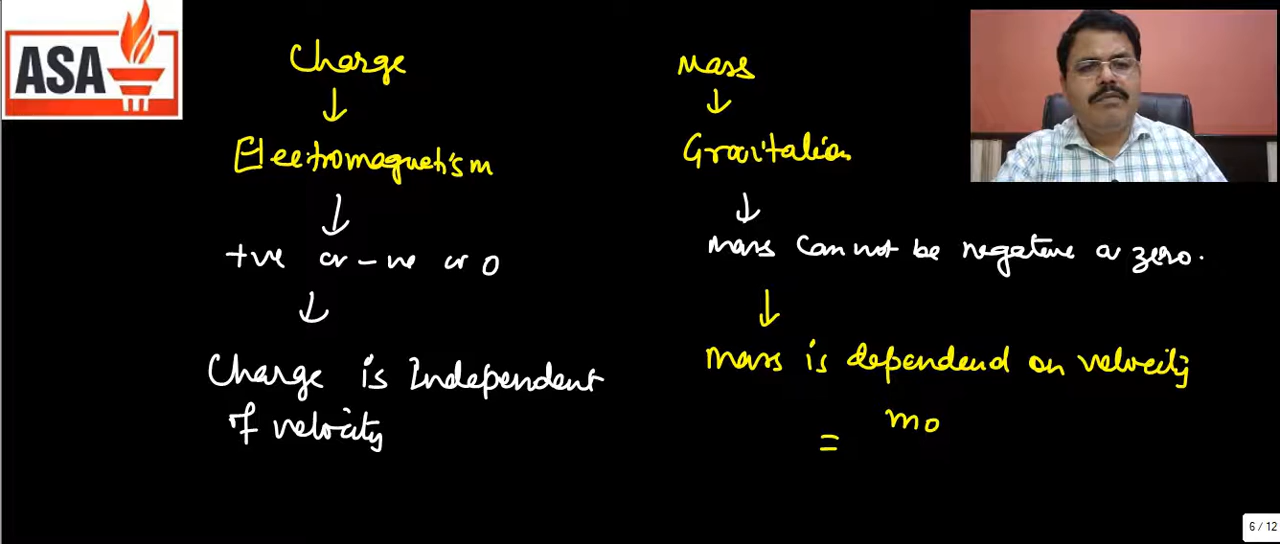 ASA
Charge
↓
Electromagnetism
↓
+ve or -ve or 0
↓
Charge is Independent
of velocity
Mass
↓
Gravitation
↓
Mass can not be negative or zero.
↓
Mass is dependend on velocity
= mo
6 / 12